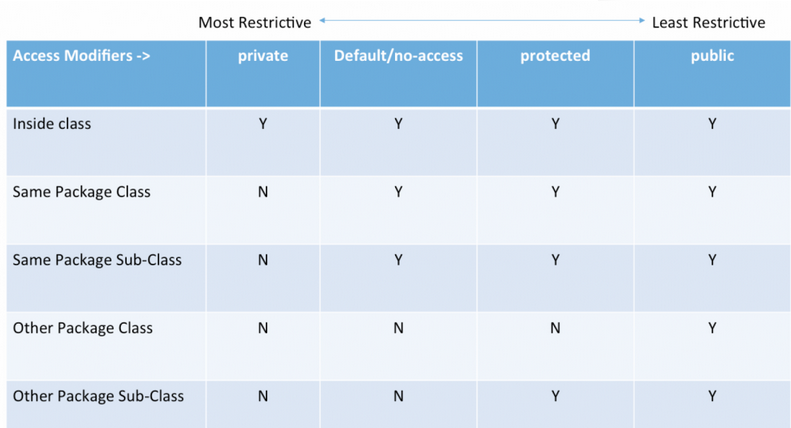 Most Restrictive Least Restrictive
Access Modifiers -> private Default/no-access protected public
Inside class Y Y Y Y
Same Package Class N Y Y Y
Same Package Sub-Class N Y Y Y
Other Package Class N N N Y
Other Package Sub-Class N N Y Y